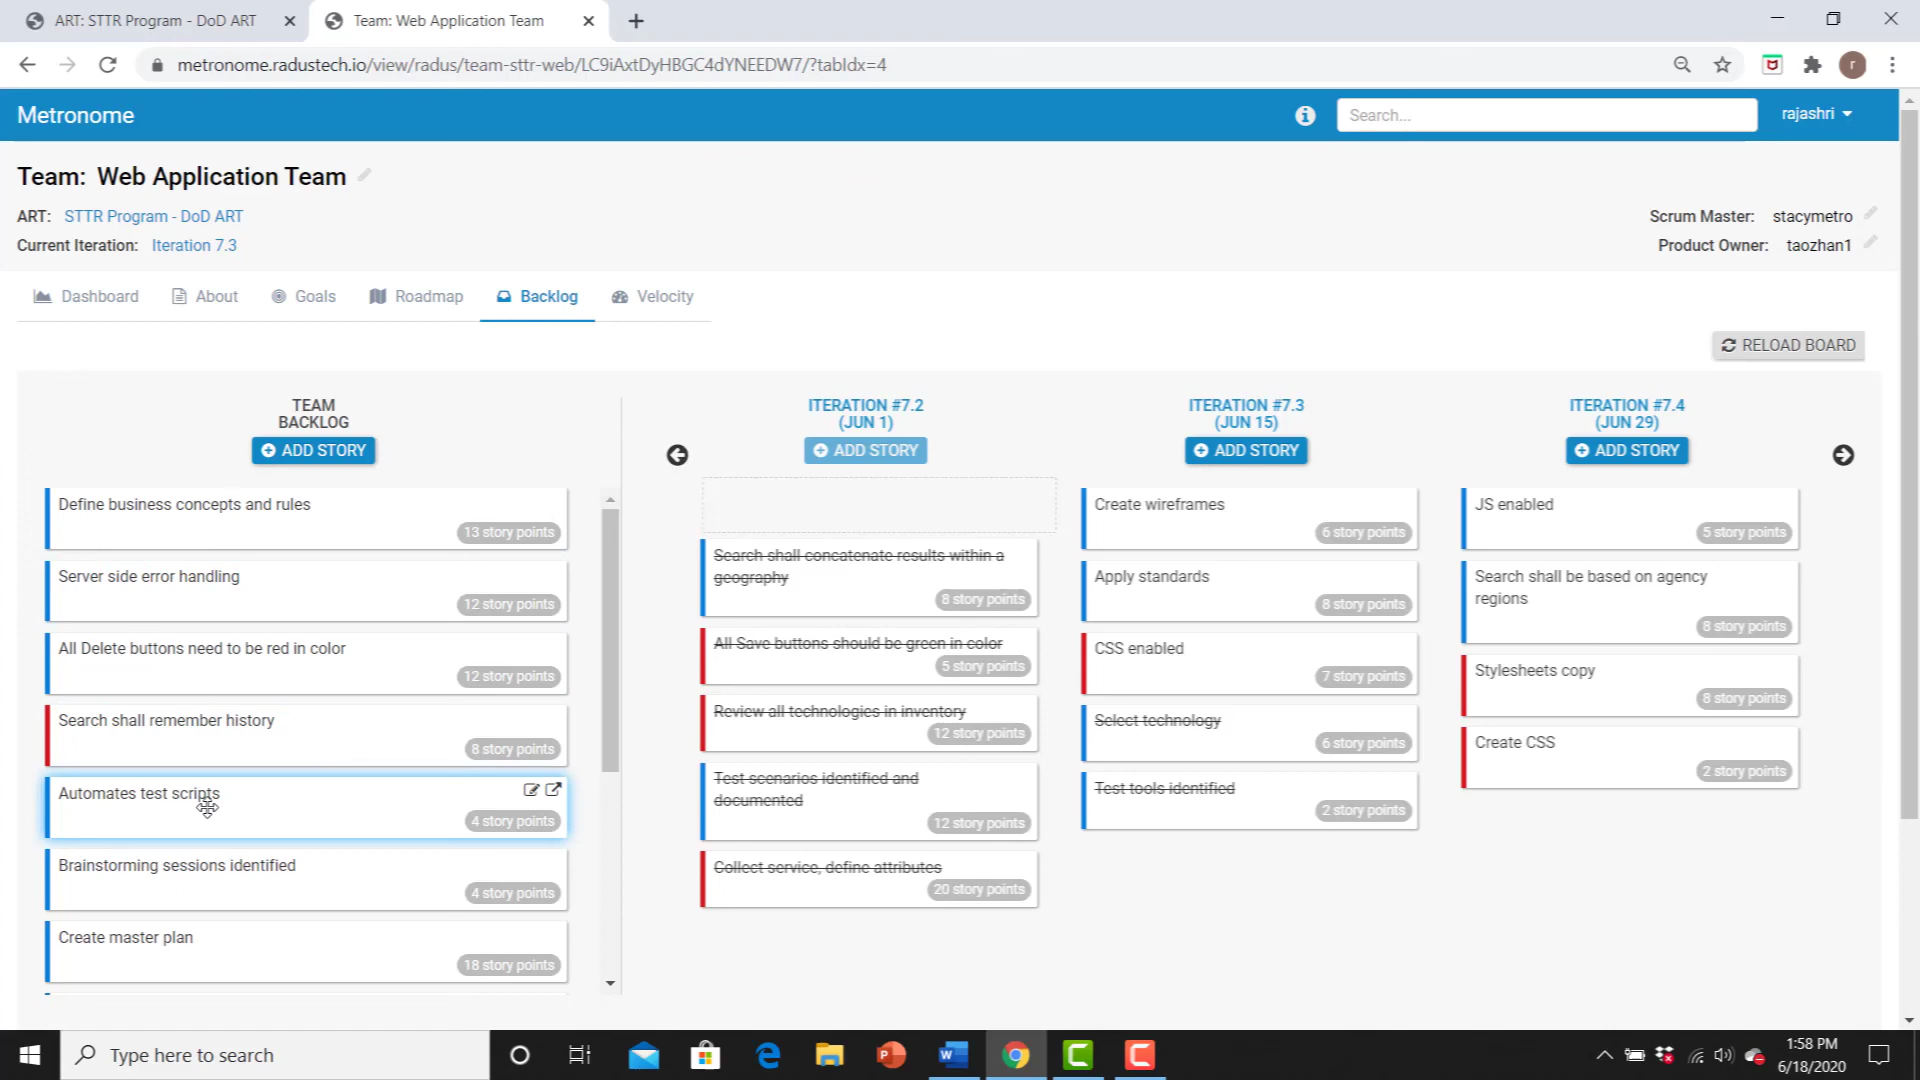 ART: STTR Program - DoD ART
Team: Web Application Team
metronome.radustech.io/view/radus/team-sttr-web/LC9iAxtDyHBGC4dYNEEDW7/?tabIdx=4
r
Metronome
Search...
rajashri
Team: Web Application Team
ART: STTR Program - DoD ART
Scrum Master: stacymetro
Current Iteration: Iteration 7.3
Product Owner: taozhan1
Dashboard
About
Goals
Roadmap
Backlog
Velocity
RELOAD BOARD
TEAM
BACKLOG
ADD STORY
Define business concepts and rules
13 story points
Server side error handling
12 story points
All Delete buttons need to be red in color
12 story points
Search shall remember history
8 story points
Automates test scripts
4 story points
Brainstorming sessions identified
4 story points
Create master plan
18 story points
ITERATION #7.2
(JUN 1)
ADD STORY
Search shall concatenate results within a
geography
8 story points
All Save buttons should be green in color
5 story points
Review all technologies in inventory
12 story points
Test scenarios identified and
documented
12 story points
Collect service, define attributes
20 story points
ITERATION #7.3
(JUN 15)
ADD STORY
Create wireframes
6 story points
Apply standards
8 story points
CSS enabled
7 story points
Select technology
6 story points
Test tools identified
2 story points
ITERATION #7.4
(JUN 29)
ADD STORY
JS enabled
5 story points
Search shall be based on agency
regions
8 story points
Stylesheets copy
8 story points
Create CSS
2 story points
Type here to search
1:58 PM
6/18/2020